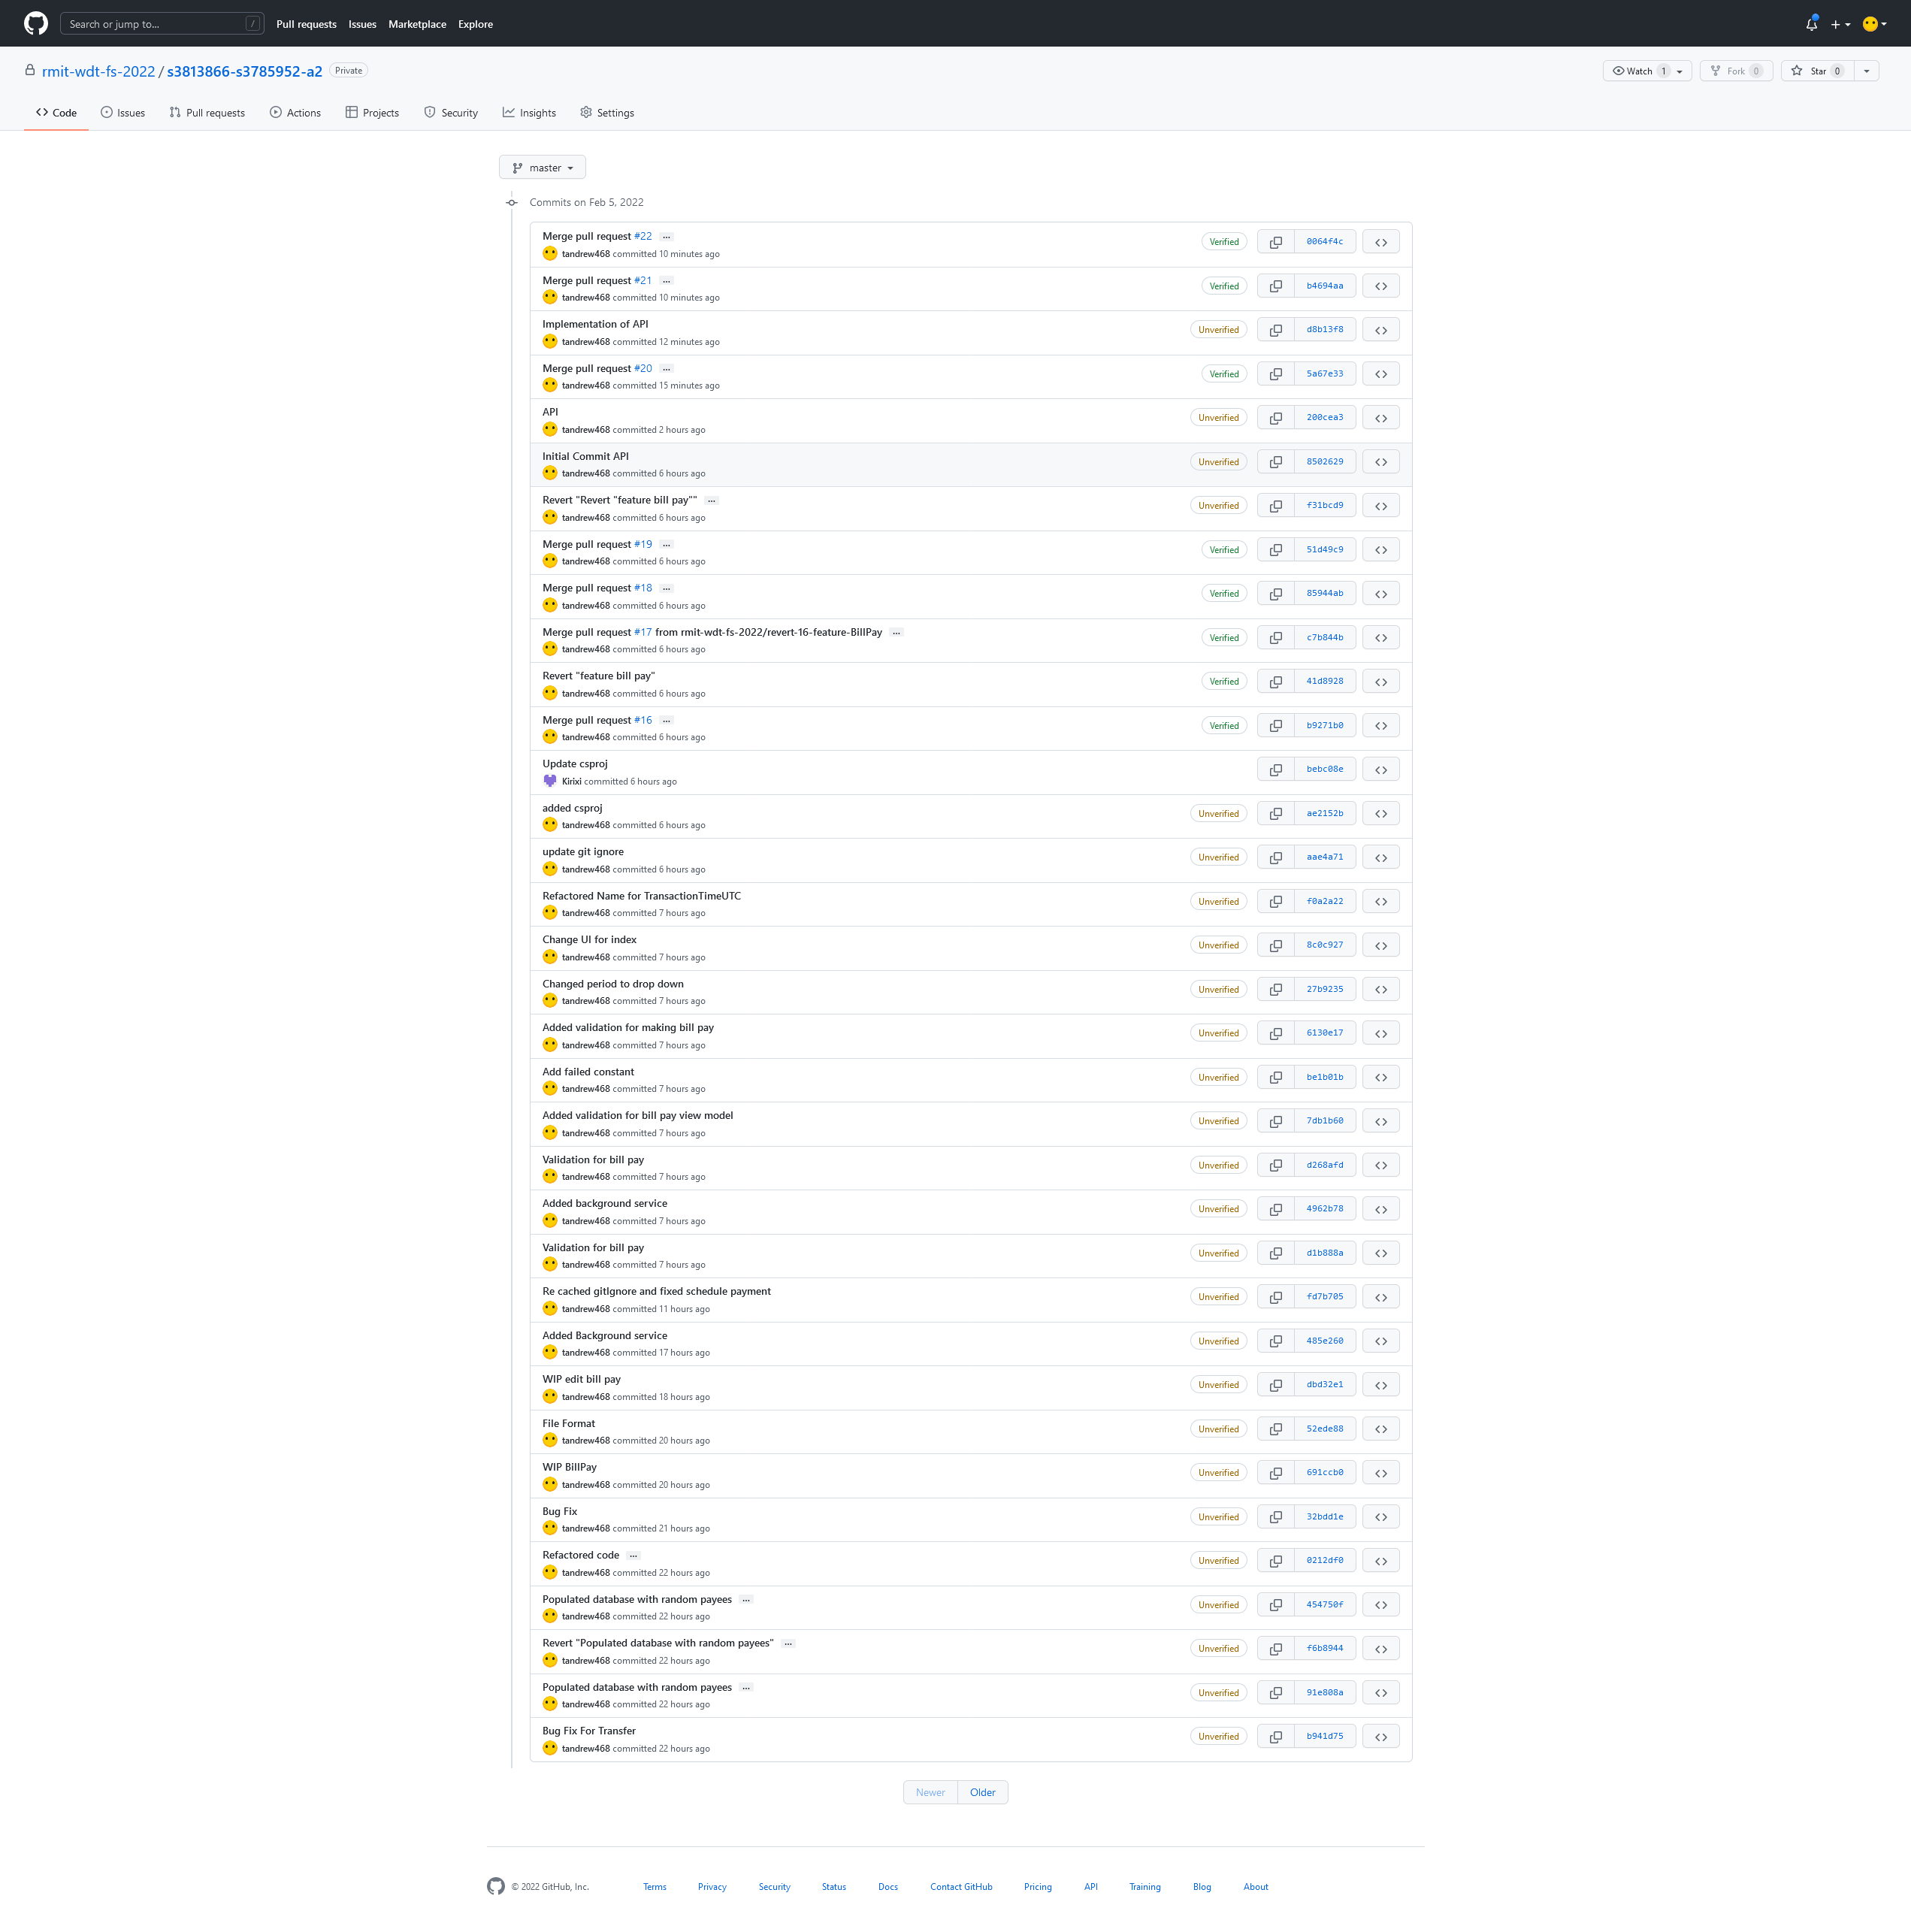 Search or jump to... /
Pull requests Issues Marketplace Explore
rmit-wdt-fs-2022 / s3813866-s3785952-a2 Private
Watch 1 Fork 0 Star 0
Code Issues Pull requests Actions Projects Security Insights Settings
master
Commits on Feb 5, 2022
Merge pull request #22 ...
Verified 0064f4c
tandrew468 committed 10 minutes ago
Merge pull request #21 ...
Verified b4694aa
tandrew468 committed 10 minutes ago
Implementation of API
Unverified d8b13f8
tandrew468 committed 12 minutes ago
Merge pull request #20 ...
Verified 5a67e33
tandrew468 committed 15 minutes ago
API
Unverified 200cea3
tandrew468 committed 2 hours ago
Initial Commit API
Unverified 8502629
tandrew468 committed 6 hours ago
Revert "Revert "feature bill pay"" ...
Unverified f31bcd9
tandrew468 committed 6 hours ago
Merge pull request #19 ...
Verified 51d49c9
tandrew468 committed 6 hours ago
Merge pull request #18 ...
Verified 85944ab
tandrew468 committed 6 hours ago
Merge pull request #17 from rmit-wdt-fs-2022/revert-16-feature-BillPay ...
Verified c7b844b
tandrew468 committed 6 hours ago
Revert "feature bill pay"
Verified 41d8928
tandrew468 committed 6 hours ago
Merge pull request #16 ...
Verified b9271b0
tandrew468 committed 6 hours ago
Update csproj
bebc08e
Kirixi committed 6 hours ago
added csproj
Unverified ae2152b
tandrew468 committed 6 hours ago
update git ignore
Unverified aae4a71
tandrew468 committed 6 hours ago
Refactored Name for TransactionTimeUTC
Unverified f0a2a22
tandrew468 committed 7 hours ago
Change UI for index
Unverified 8c0c927
tandrew468 committed 7 hours ago
Changed period to drop down
Unverified 27b9235
tandrew468 committed 7 hours ago
Added validation for making bill pay
Unverified 6130e17
tandrew468 committed 7 hours ago
Add failed constant
Unverified be1b01b
tandrew468 committed 7 hours ago
Added validation for bill pay view model
Unverified 7db1b60
tandrew468 committed 7 hours ago
Validation for bill pay
Unverified d268afd
tandrew468 committed 7 hours ago
Added background service
Unverified 4962b78
tandrew468 committed 7 hours ago
Validation for bill pay
Unverified d1b888a
tandrew468 committed 7 hours ago
Re cached gitIgnore and fixed schedule payment
Unverified fd7b705
tandrew468 committed 11 hours ago
Added Background service
Unverified 485e260
tandrew468 committed 17 hours ago
WIP edit bill pay
Unverified dbd32e1
tandrew468 committed 18 hours ago
File Format
Unverified 52ede88
tandrew468 committed 20 hours ago
WIP BillPay
Unverified 691ccb0
tandrew468 committed 20 hours ago
Bug Fix
Unverified 32bdd1e
tandrew468 committed 21 hours ago
Refactored code ...
Unverified 0212df0
tandrew468 committed 22 hours ago
Populated database with random payees ...
Unverified 454750f
tandrew468 committed 22 hours ago
Revert "Populated database with random payees" ...
Unverified f6b8944
tandrew468 committed 22 hours ago
Populated database with random payees ...
Unverified 91e808a
tandrew468 committed 22 hours ago
Bug Fix For Transfer
Unverified b941d75
tandrew468 committed 22 hours ago
Newer Older
© 2022 GitHub, Inc. Terms Privacy Security Status Docs Contact GitHub Pricing API Training Blog About